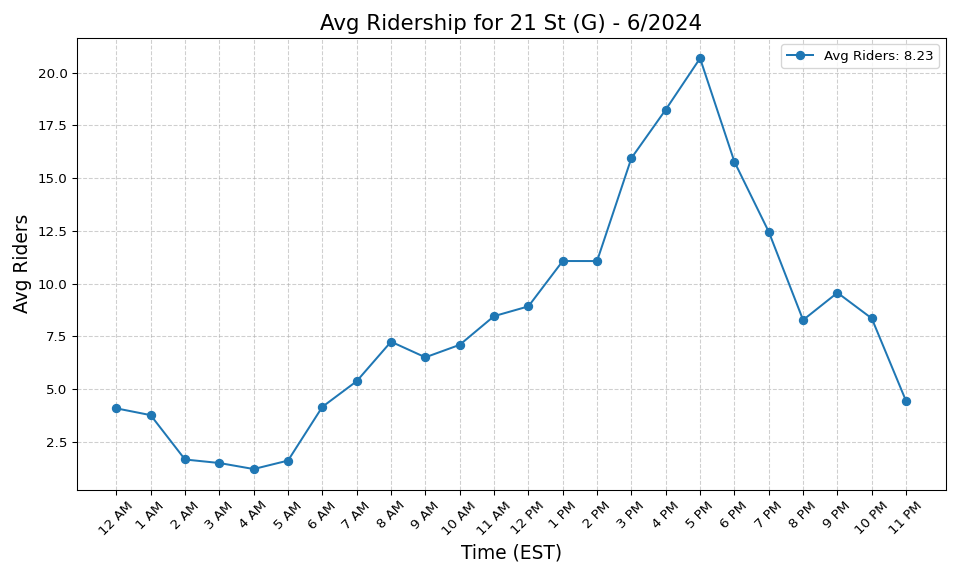 Avg Ridership for 21 St (G) - 6/2024
Avg Riders: 8.23
Avg Riders
20.0
17.5
15.0
12.5
10.0
7.5
5.0
2.5
12 AM
1 AM
2 AM
3 AM
4 AM
5 AM
6 AM
7 AM
8 AM
9 AM
10 AM
11 AM
12 PM
1 PM
2 PM
3 PM
4 PM
5 PM
6 PM
7 PM
8 PM
9 PM
10 PM
11 PM
Time (EST)